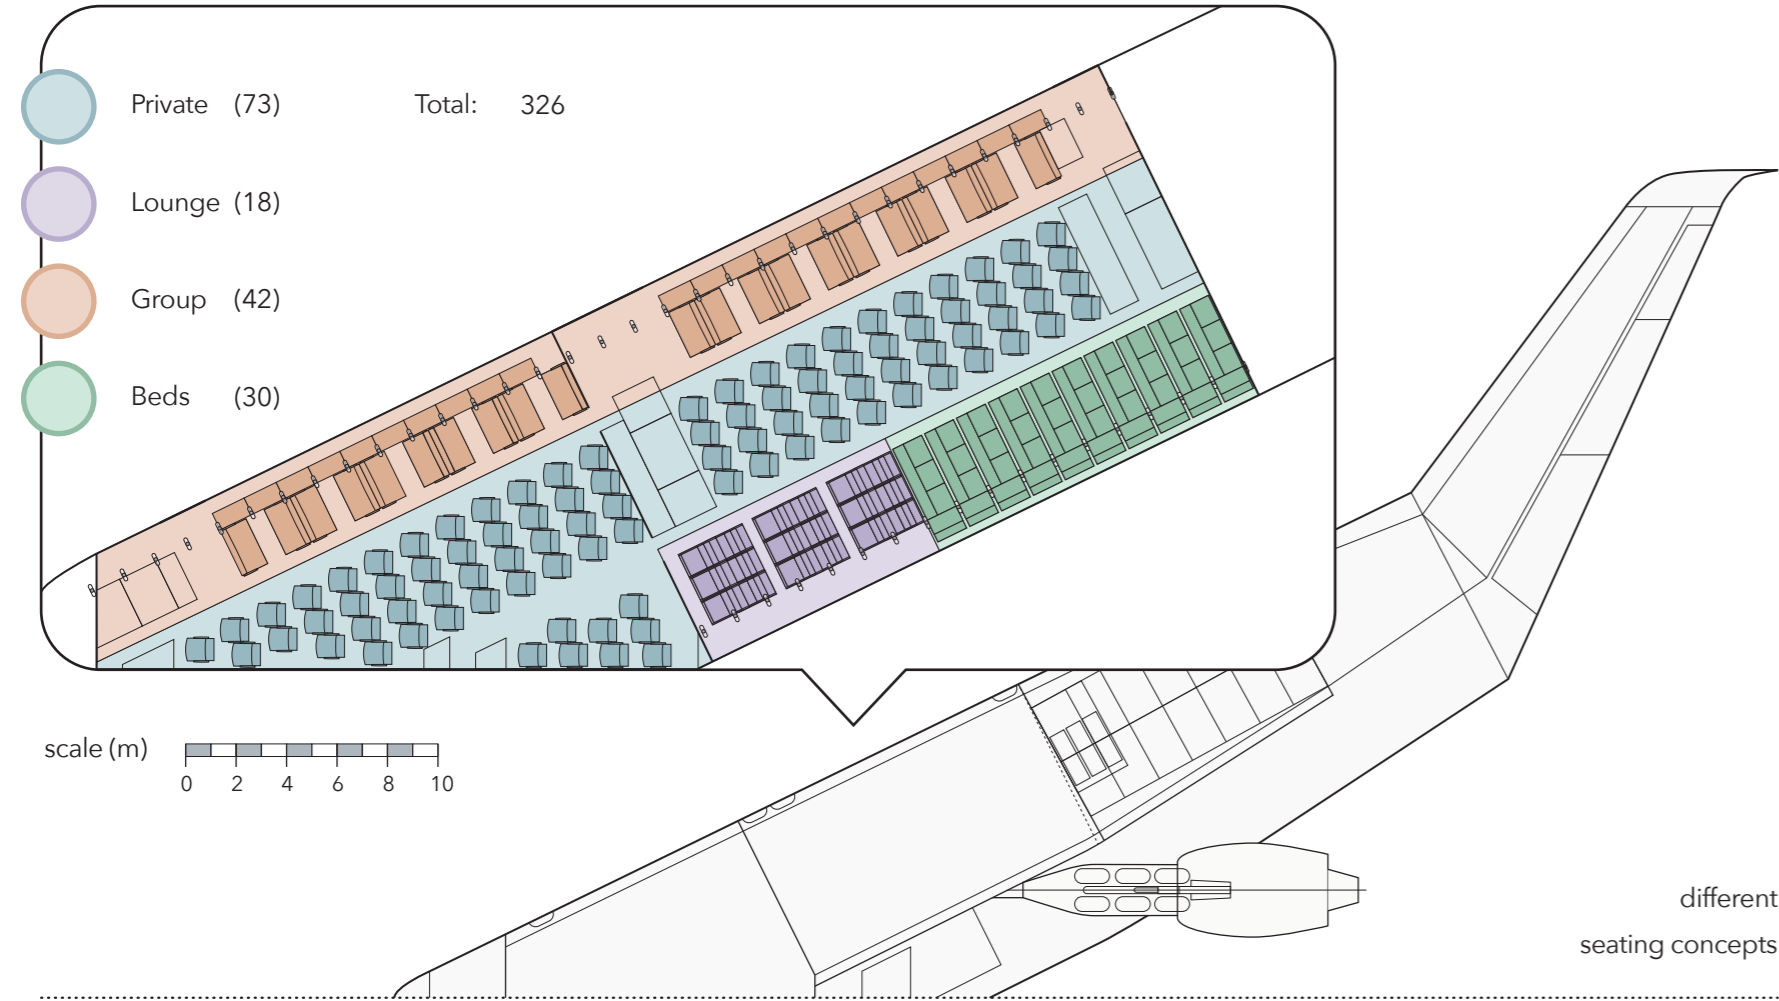 Private (73) Total: 326
Lounge (18)
Group (42)
Beds (30)
scale (m)
0 2 4 6 8 10
different
seating concepts